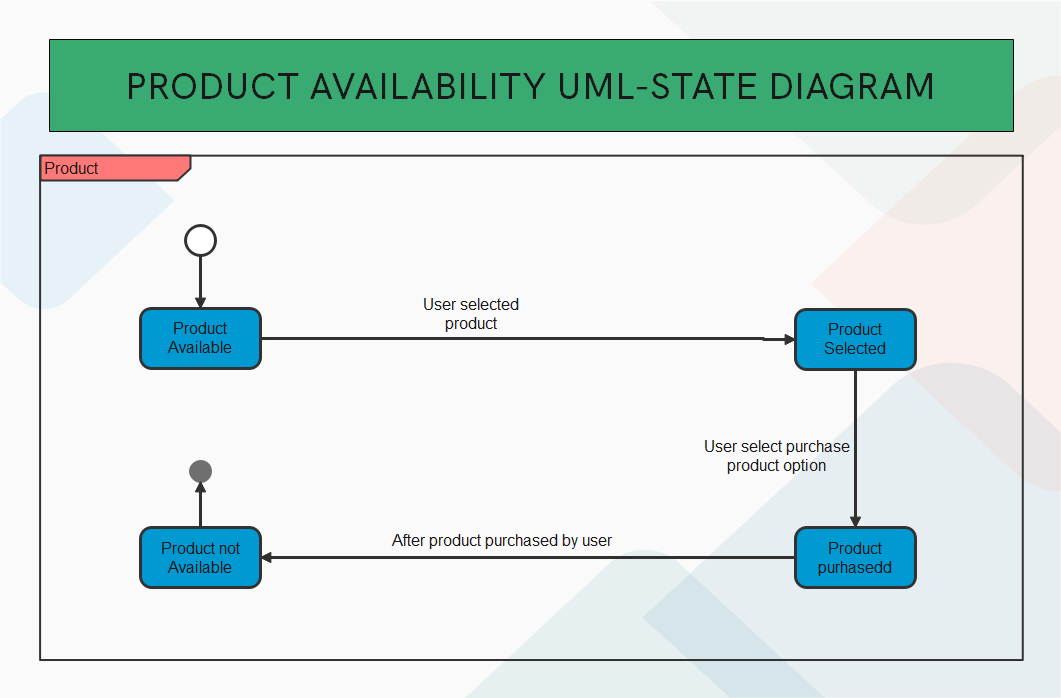 PRODUCT AVAILABILITY UML-STATE DIAGRAM
Product
User selected
product
Product
Available
Product
Selected
User select purchase
product option
After product purchased by user
Product not
Available
Product
purhasedd